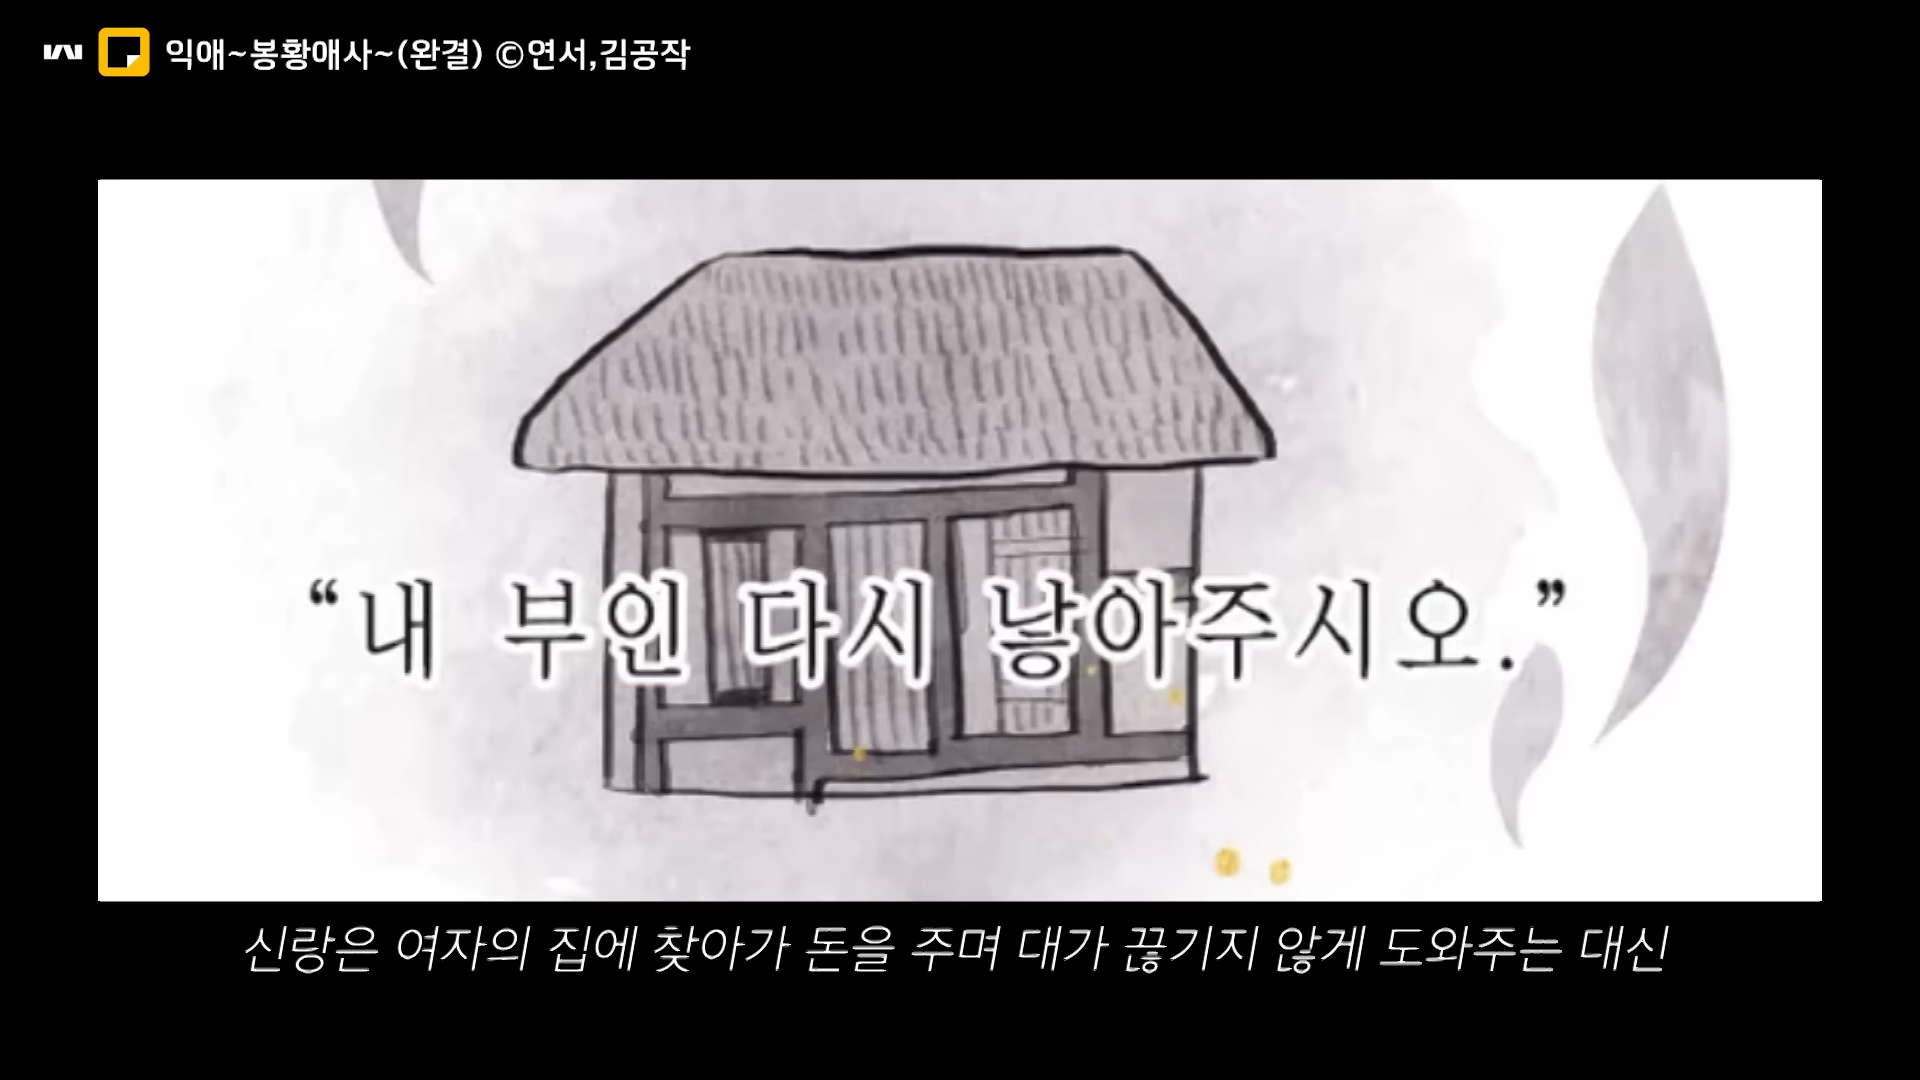 익애~봉황애사~(완결) ©연서,김공작
“내 부인 다시 낳아주시오.”
신랑은 여자의 집에 찾아가 돈을 주며 대가 끊기지 않게 도와주는 대신